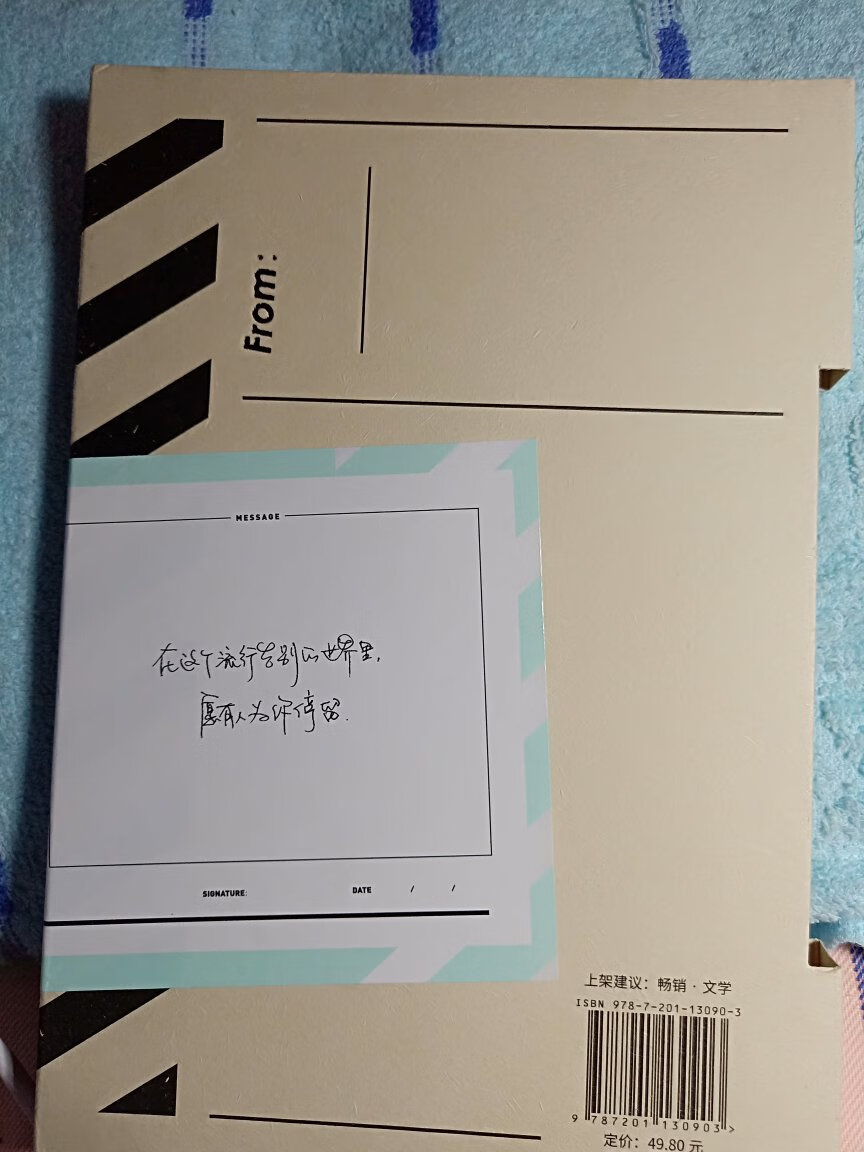 From:
MESSAGE
在这个流行告别的世界里,
愿有人为你停留.
SIGNATURE:
DATE / /
上架建议：畅销·文学
ISBN 978-7-201-13090-3
9 787201 130903 >
定价：49.80 元